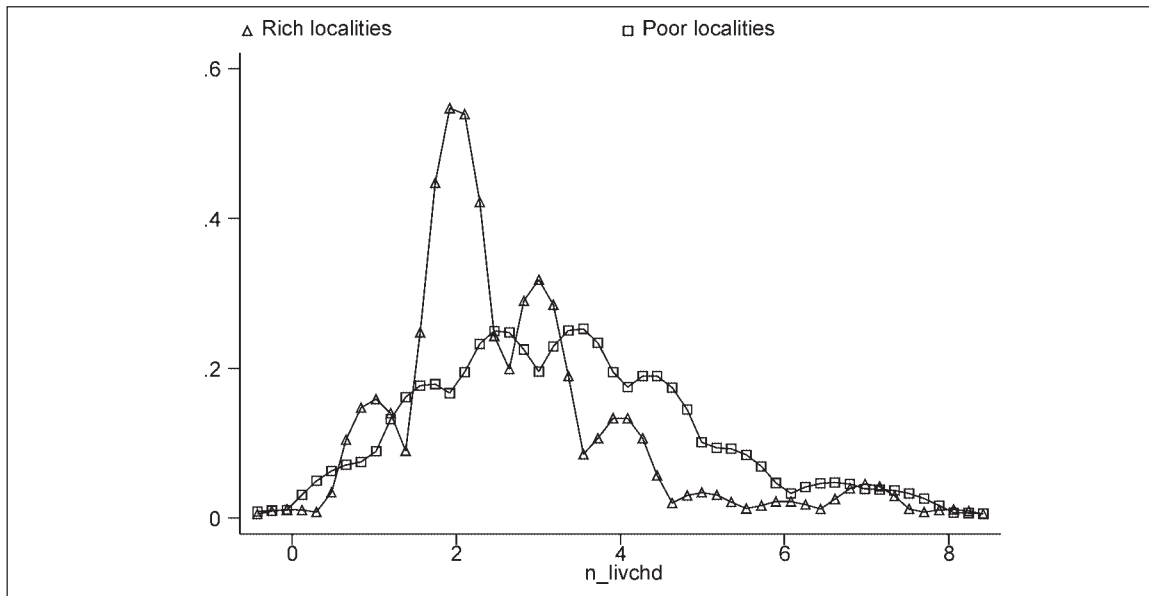 △ Rich localities □ Poor localities
.6
.4
.2
0
0 2 4 6 8
n_livchd